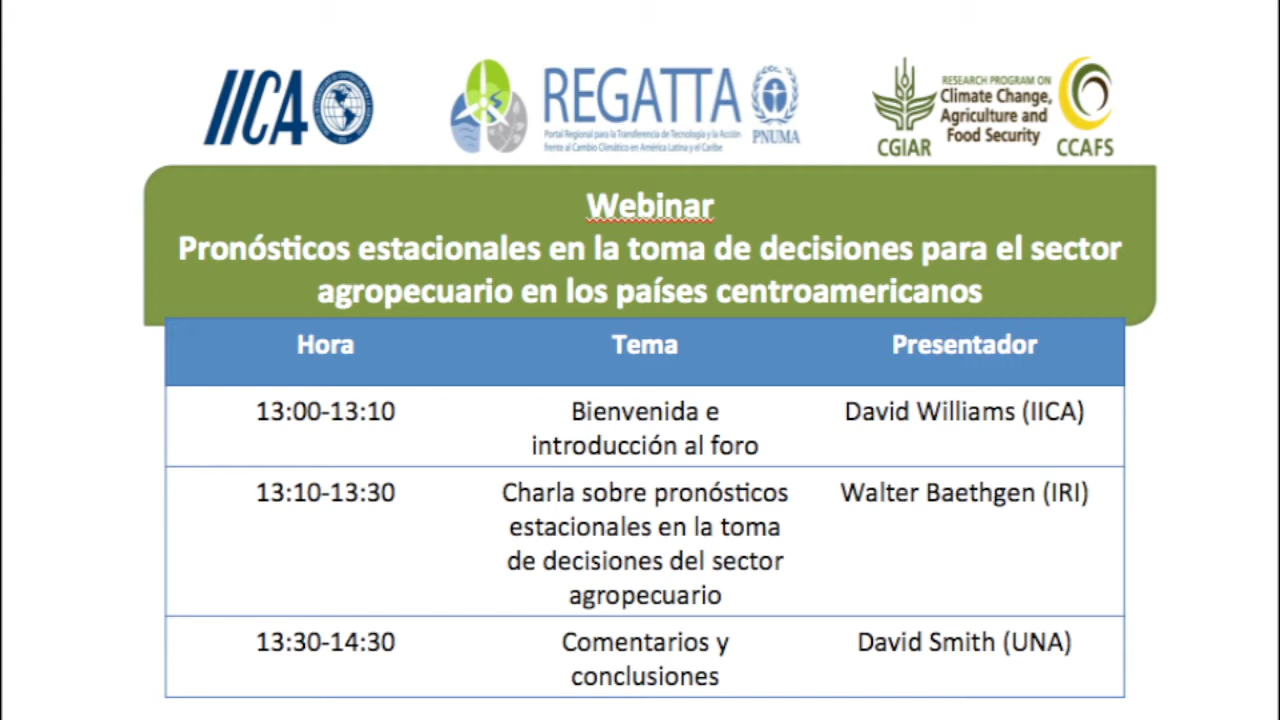 IICA
REGATTA
Portal Regional para la Transferencia de Tecnología y la Acción
frente al Cambio Climático en América Latina y el Caribe
PNUMA
CGIAR
RESEARCH PROGRAM ON
Climate Change,
Agriculture and
Food Security
CCAFS
Webinar
Pronósticos estacionales en la toma de decisiones para el sector
agropecuario en los países centroamericanos
Hora Tema Presentador
13:00-13:10 Bienvenida e David Williams (IICA)
introducción al foro
13:10-13:30 Charla sobre pronósticos Walter Baethgen (IRI)
estacionales en la toma
de decisiones del sector
agropecuario
13:30-14:30 Comentarios y David Smith (UNA)
conclusiones